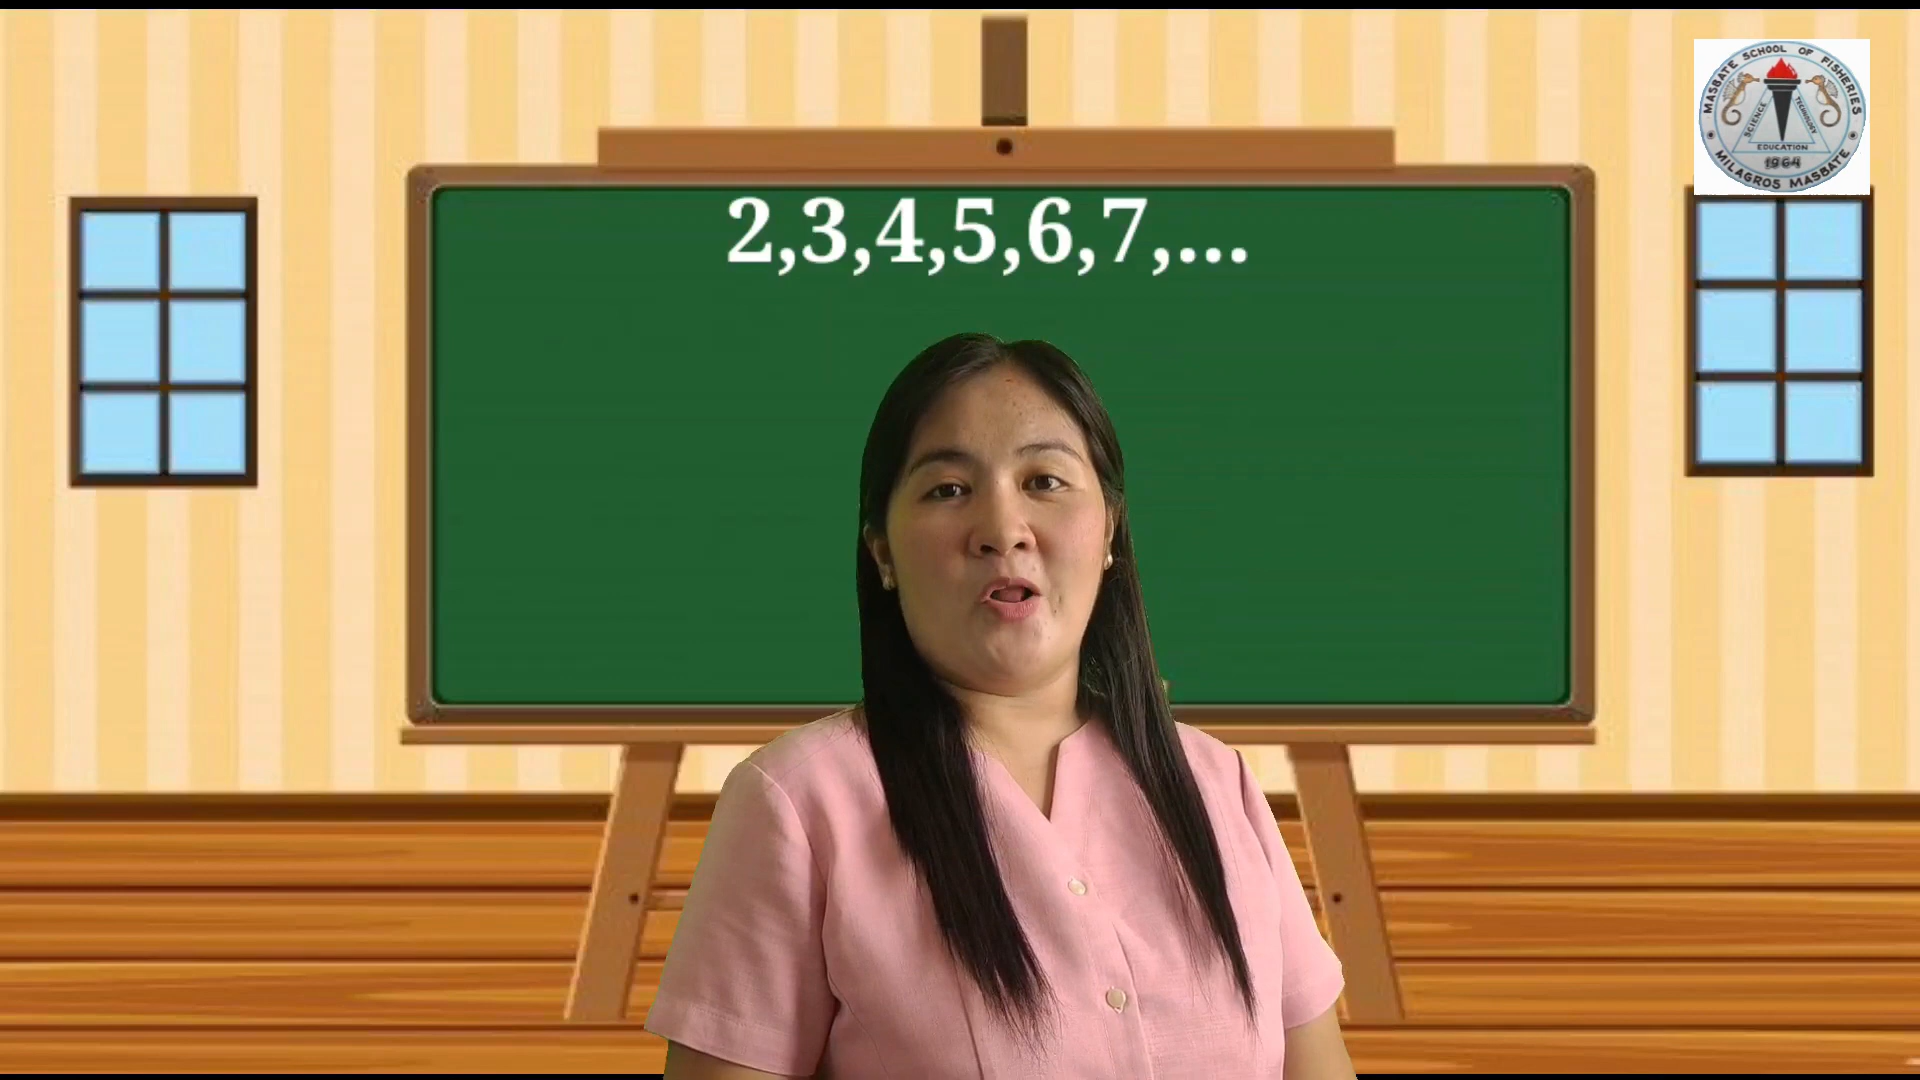 2,3,4,5,6,7,...
MASBATE SCHOOL OF FISHERIES
SCIENCE
TECHNOLOGY
EDUCATION
1964
MILAGROS MASBATE